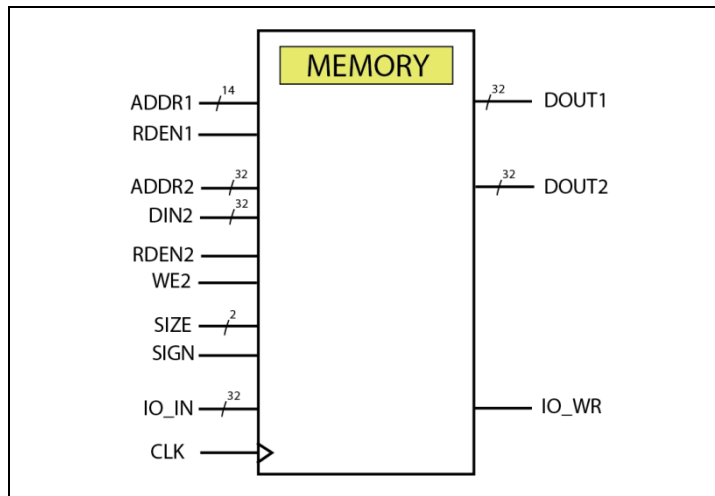 MEMORY
ADDR1 14
RDEN1
ADDR2 32
DIN2 32
RDEN2
WE2
SIZE 2
SIGN
IO_IN 32
CLK
32 DOUT1
32 DOUT2
IO_WR